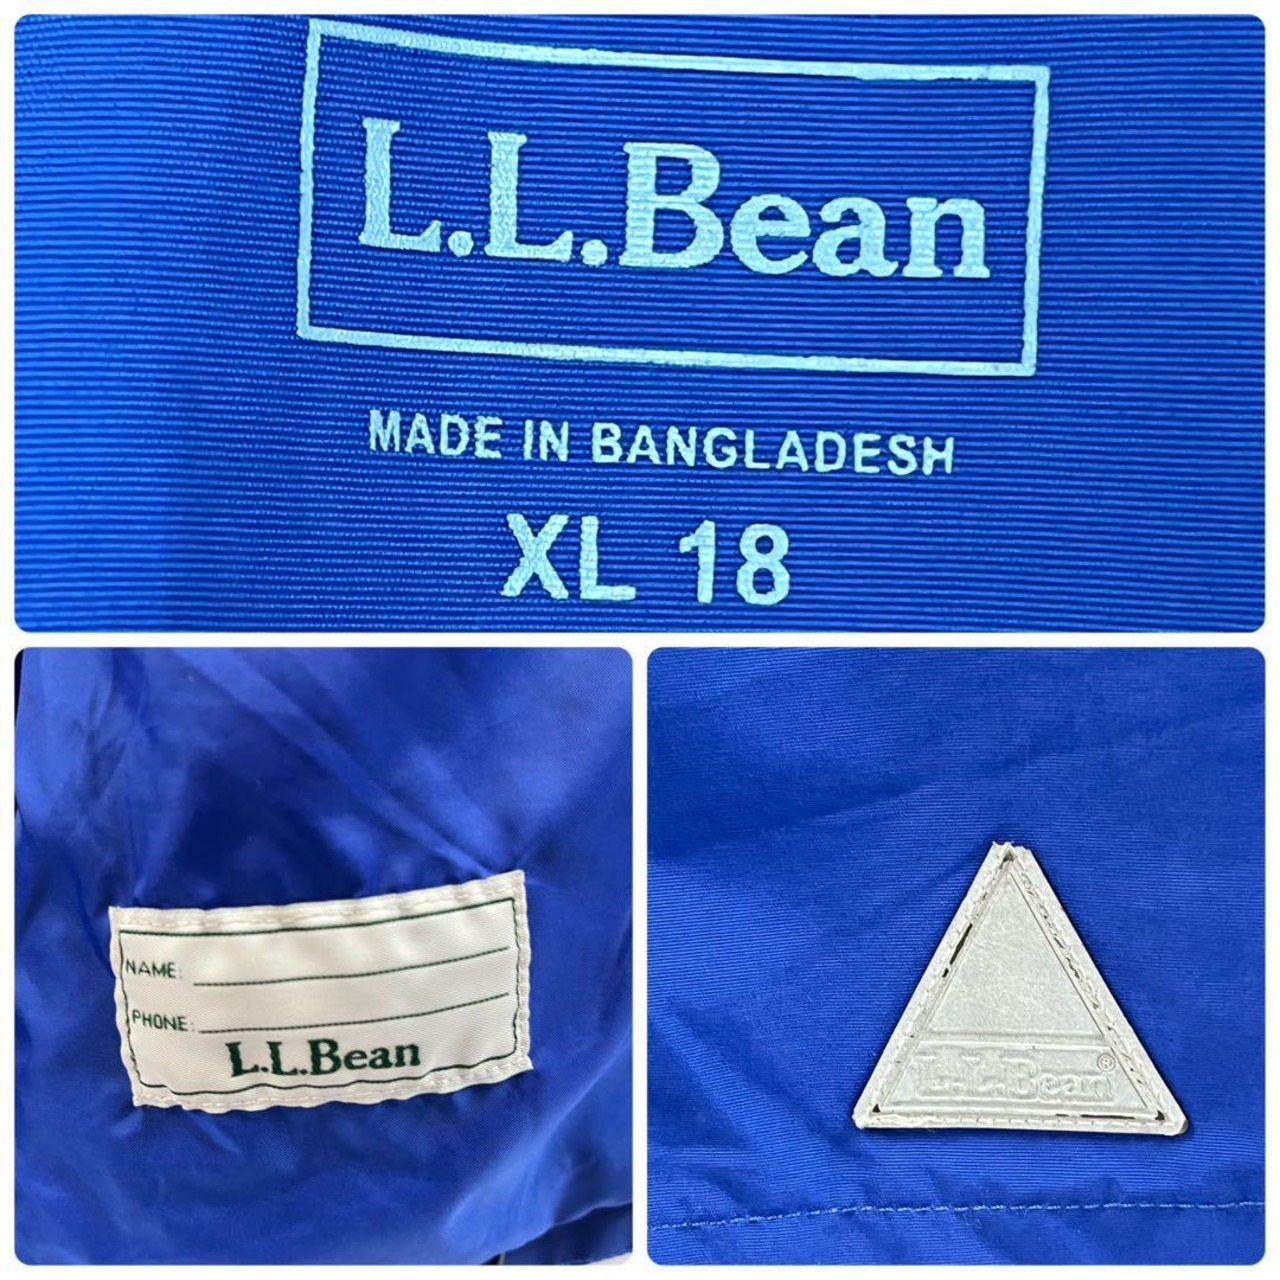 L.L.Bean
MADE IN BANGLADESH
XL 18
NAME:
PHONE:
L.L.Bean
L.L.Bean®